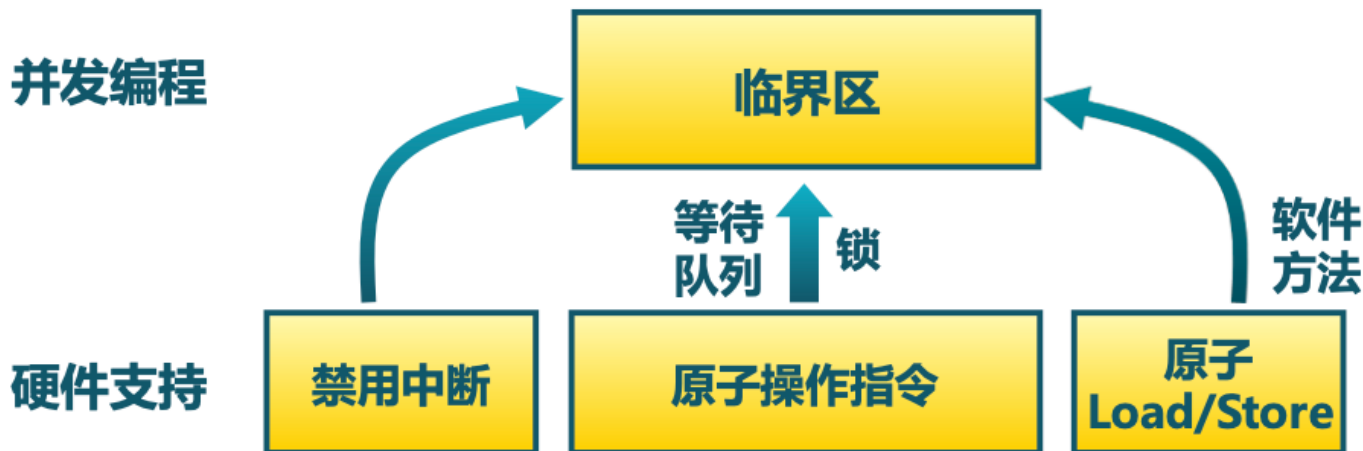 并发编程
临界区
等待
队列
锁
软件
方法
硬件支持
禁用中断
原子操作指令
原子
Load/Store